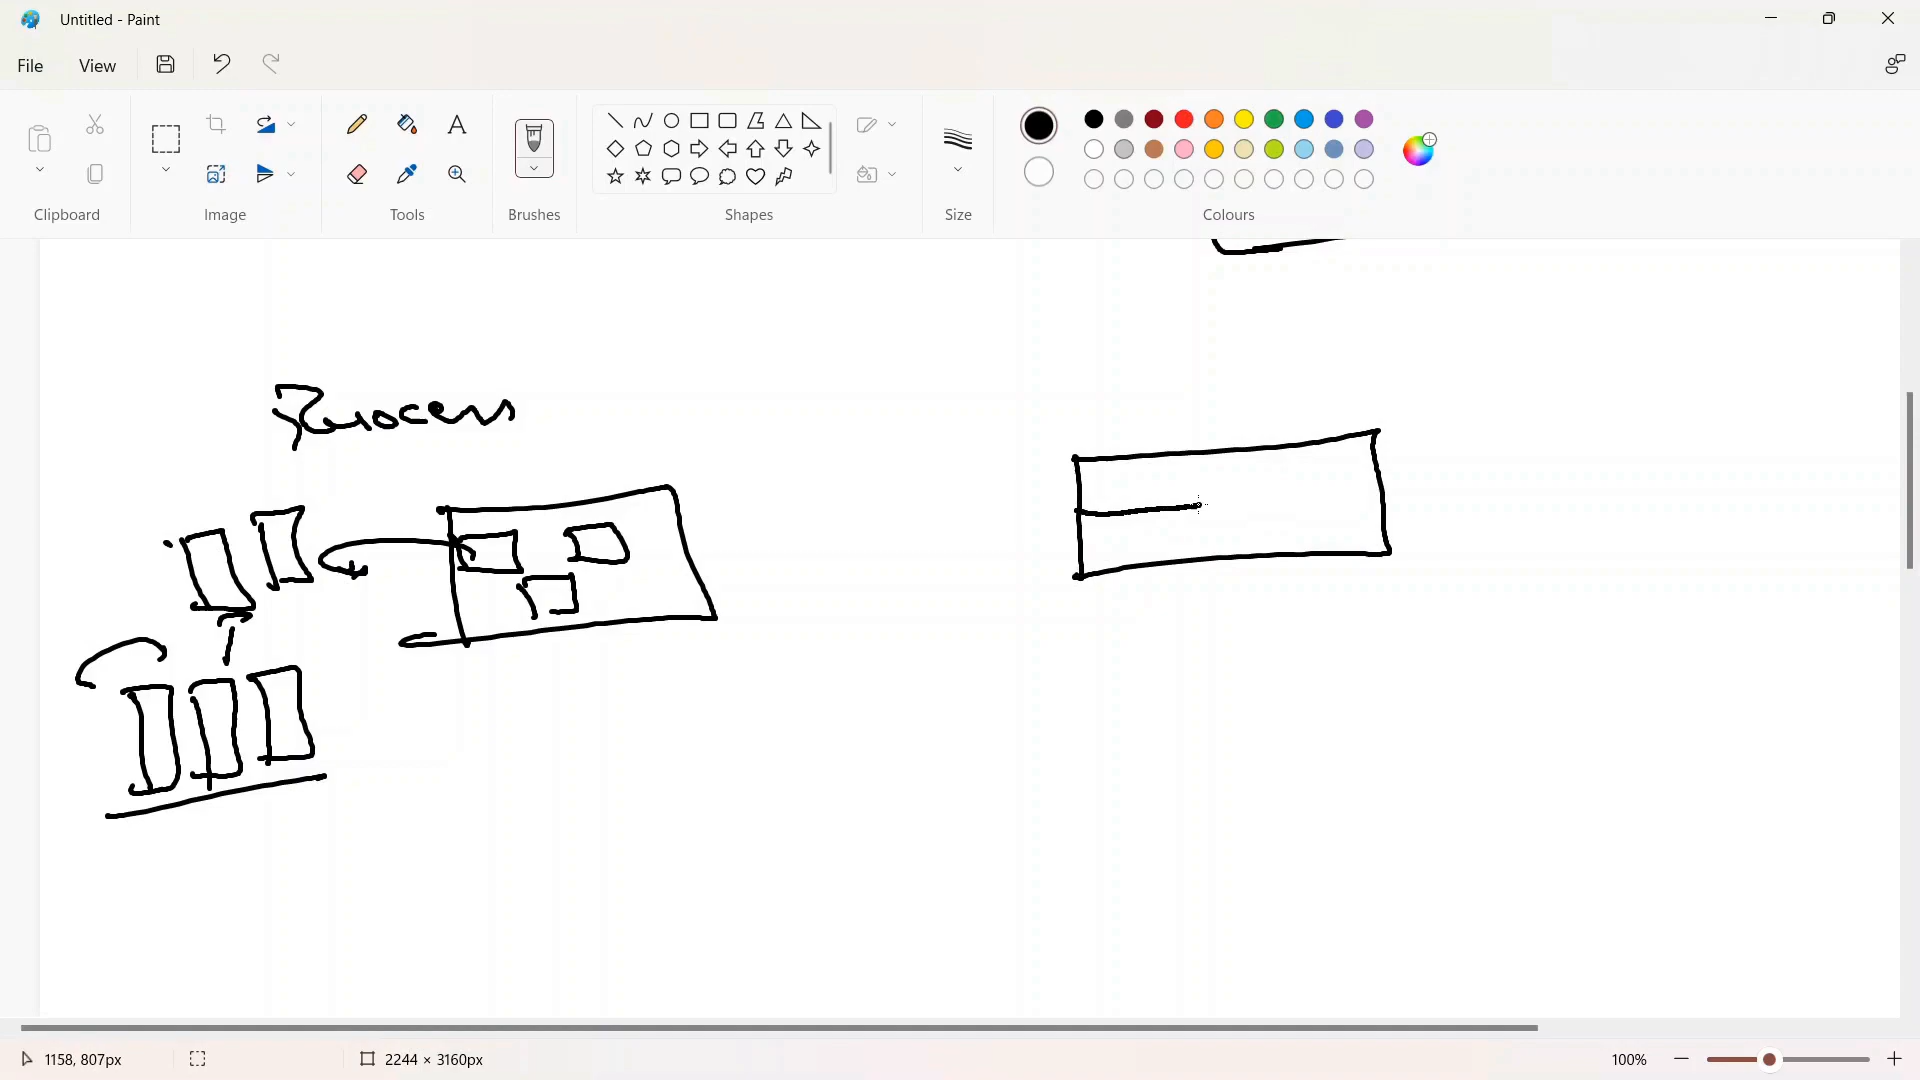 Untitled - Paint
File
View
Clipboard
Image
Tools
Brushes
Shapes
Size
Colours
Process
1158, 807px
2244 × 3160px
100%